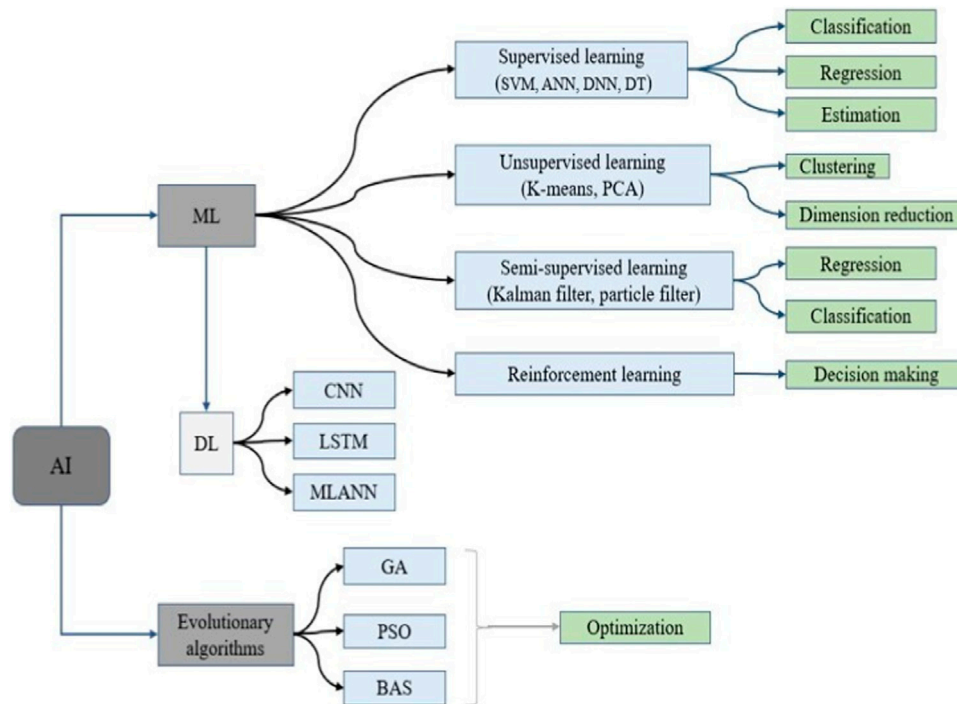 Classification
Supervised learning
(SVM, ANN, DNN, DT)
Regression
Estimation
Unsupervised learning
(K-means, PCA)
Clustering
Dimension reduction
ML
Semi-supervised learning
(Kalman filter, particle filter)
Regression
Classification
Reinforcement learning
Decision making
CNN
DL
LSTM
MLANN
AI
GA
Evolutionary
algorithms
PSO
BAS
Optimization